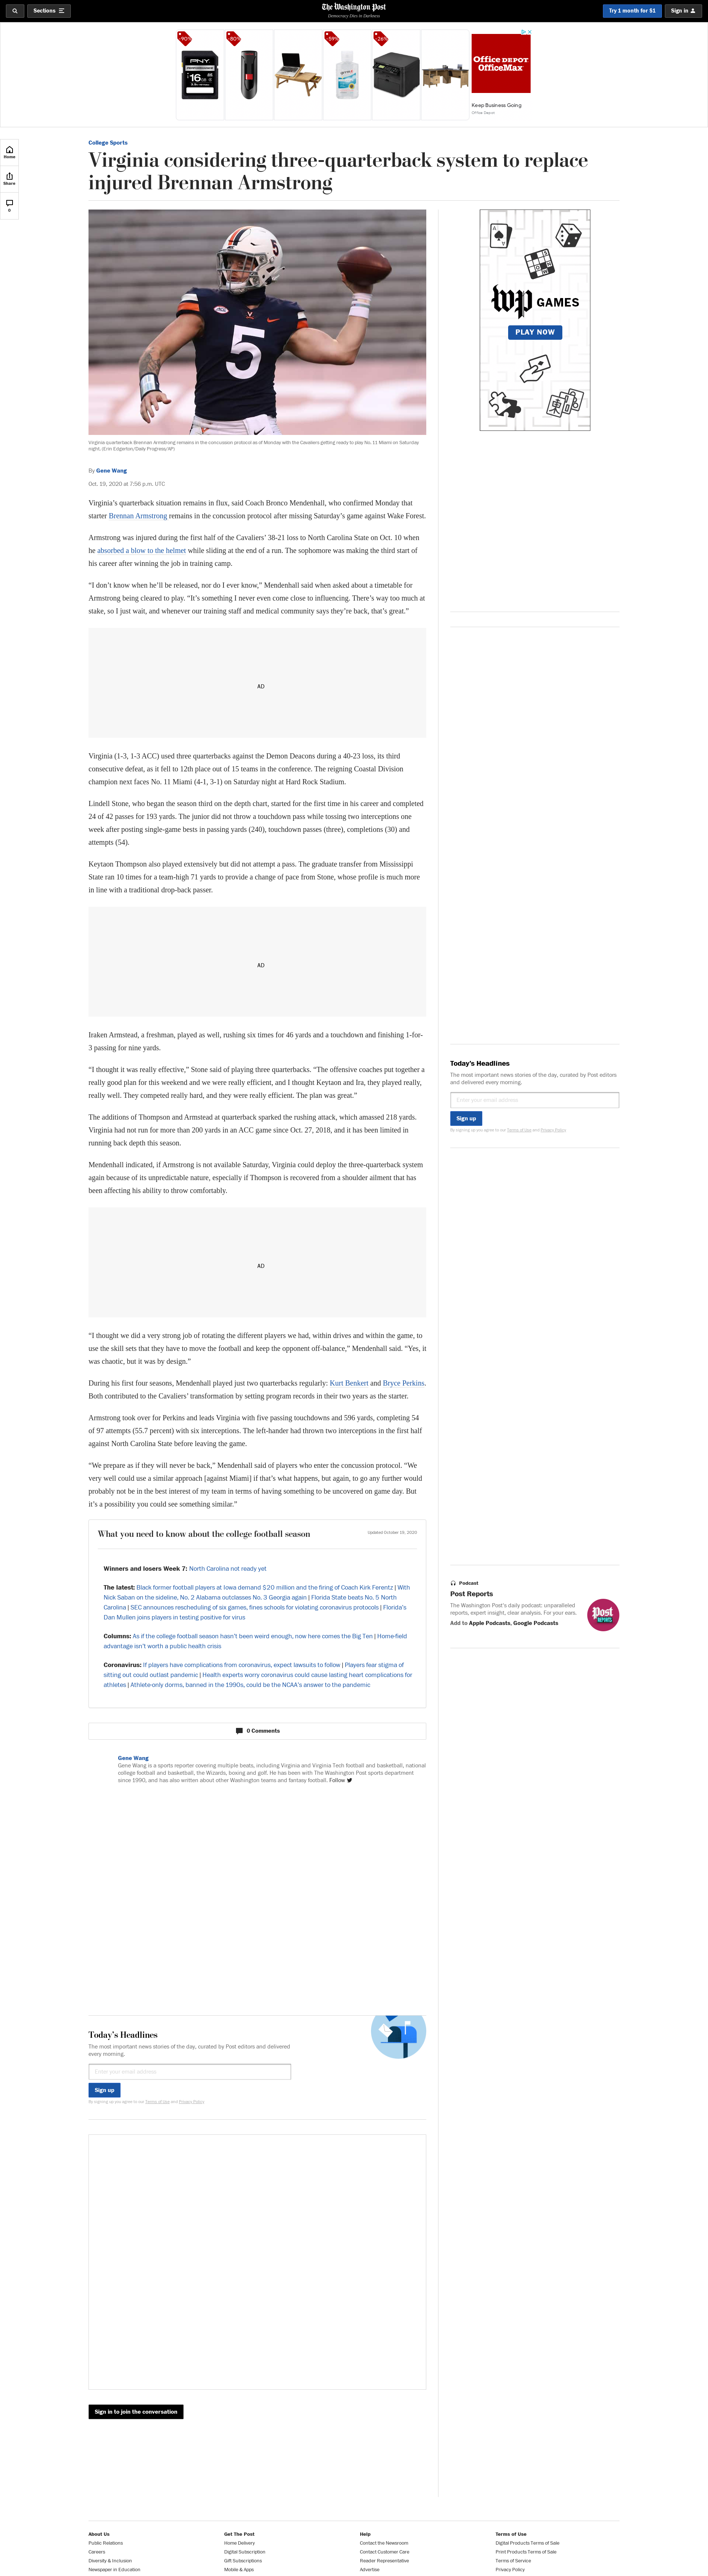 Sections
The Washington Post
Democracy Dies in Darkness
Try 1 month for $1
Sign in
Office DEPOT
OfficeMax
Keep Business Going
Office Depot
Home
Share
0
College Sports
Virginia considering three-quarterback system to replace
injured Brennan Armstrong
Virginia quarterback Brennan Armstrong remains in the concussion protocol as of Monday with the Cavaliers getting ready to play No. 11 Miami on Saturday
night. (Erin Edgerton/Daily Progress/AP)
By Gene Wang
Oct. 19, 2020 at 7:56 p.m. UTC
Virginia’s quarterback situation remains in flux, said Coach Bronco Mendenhall, who confirmed Monday that
starter Brennan Armstrong remains in the concussion protocol after missing Saturday’s game against Wake Forest.
Armstrong was injured during the first half of the Cavaliers’ 38-21 loss to North Carolina State on Oct. 10 when
he absorbed a blow to the helmet while sliding at the end of a run. The sophomore was making the third start of
his career after winning the job in training camp.
“I don’t know when he’ll be released, nor do I ever know,” Mendenhall said when asked about a timetable for
Armstrong being cleared to play. “It’s something I never even come close to influencing. There’s way too much at
stake, so I just wait, and whenever our training staff and medical community says they’re back, that’s great.”
AD
Virginia (1-3, 1-3 ACC) used three quarterbacks against the Demon Deacons during a 40-23 loss, its third
consecutive defeat, as it fell to 12th place out of 15 teams in the conference. The reigning Coastal Division
champion next faces No. 11 Miami (4-1, 3-1) on Saturday night at Hard Rock Stadium.
Lindell Stone, who began the season third on the depth chart, started for the first time in his career and completed
24 of 42 passes for 193 yards. The junior did not throw a touchdown pass while tossing two interceptions one
week after posting single-game bests in passing yards (240), touchdown passes (three), completions (30) and
attempts (54).
Keytaon Thompson also played extensively but did not attempt a pass. The graduate transfer from Mississippi
State ran 10 times for a team-high 71 yards to provide a change of pace from Stone, whose profile is much more
in line with a traditional drop-back passer.
AD
Iraken Armstead, a freshman, played as well, rushing six times for 46 yards and a touchdown and finishing 1-for-
3 passing for nine yards.
“I thought it was really effective,” Stone said of playing three quarterbacks. “The offensive coaches put together a
really good plan for this weekend and we were really efficient, and I thought Keytaon and Ira, they played really,
really well. They competed really hard, and they were really efficient. The plan was great.”
The additions of Thompson and Armstead at quarterback sparked the rushing attack, which amassed 218 yards.
Virginia had not run for more than 200 yards in an ACC game since Oct. 27, 2018, and it has been limited in
running back depth this season.
Mendenhall indicated, if Armstrong is not available Saturday, Virginia could deploy the three-quarterback system
again because of its unpredictable nature, especially if Thompson is recovered from a shoulder ailment that has
been affecting his ability to throw comfortably.
AD
“I thought we did a very strong job of rotating the different players we had, within drives and within the game, to
use the skill sets that they have to move the football and keep the opponent off-balance,” Mendenhall said. “Yes, it
was chaotic, but it was by design.”
During his first four seasons, Mendenhall played just two quarterbacks regularly: Kurt Benkert and Bryce Perkins.
Both contributed to the Cavaliers’ transformation by setting program records in their two years as the starter.
Armstrong took over for Perkins and leads Virginia with five passing touchdowns and 596 yards, completing 54
of 97 attempts (55.7 percent) with six interceptions. The left-hander had thrown two interceptions in the first half
against North Carolina State before leaving the game.
“We prepare as if they will never be back,” Mendenhall said of players who enter the concussion protocol. “We
very well could use a similar approach [against Miami] if that’s what happens, but again, to go any further would
probably not be in the best interest of my team in terms of having something to be uncovered on game day. But
it’s a possibility you could see something similar.”
What you need to know about the college football season
Updated October 19, 2020
Winners and losers Week 7: North Carolina not ready yet
The latest: Black former football players at Iowa demand $20 million and the firing of Coach Kirk Ferentz | With
Nick Saban on the sideline, No. 2 Alabama outclasses No. 3 Georgia again | Florida State beats No. 5 North
Carolina | SEC announces rescheduling of six games, fines schools for violating coronavirus protocols | Florida’s
Dan Mullen joins players in testing positive for virus
Columns: As if the college football season hasn’t been weird enough, now here comes the Big Ten | Home-field
advantage isn’t worth a public health crisis
Coronavirus: If players have complications from coronavirus, expect lawsuits to follow | Players fear stigma of
sitting out could outlast pandemic | Health experts worry coronavirus could cause lasting heart complications for
athletes | Athlete-only dorms, banned in the 1990s, could be the NCAA’s answer to the pandemic
0 Comments
Gene Wang
Gene Wang is a sports reporter covering multiple beats, including Virginia and Virginia Tech football and basketball, national
college football and basketball, the Wizards, boxing and golf. He has been with The Washington Post sports department
since 1990, and has also written about other Washington teams and fantasy football. Follow
Today’s Headlines
The most important news stories of the day, curated by Post editors and delivered
every morning.
Enter your email address
Sign up
By signing up you agree to our Terms of Use and Privacy Policy
Sign in to join the conversation
wp GAMES
PLAY NOW
Today’s Headlines
The most important news stories of the day, curated by Post editors
and delivered every morning.
Enter your email address
Sign up
By signing up you agree to our Terms of Use and Privacy Policy
Podcast
Post Reports
The Washington Post’s daily podcast: unparalleled
reports, expert insight, clear analysis. For your ears.
Add to Apple Podcasts, Google Podcasts
Post
REPORTS
About Us
Public Relations
Careers
Diversity & Inclusion
Newspaper in Education
Get The Post
Home Delivery
Digital Subscription
Gift Subscriptions
Mobile & Apps
Help
Contact the Newsroom
Contact Customer Care
Reader Representative
Advertise
Terms of Use
Digital Products Terms of Sale
Print Products Terms of Sale
Terms of Service
Privacy Policy